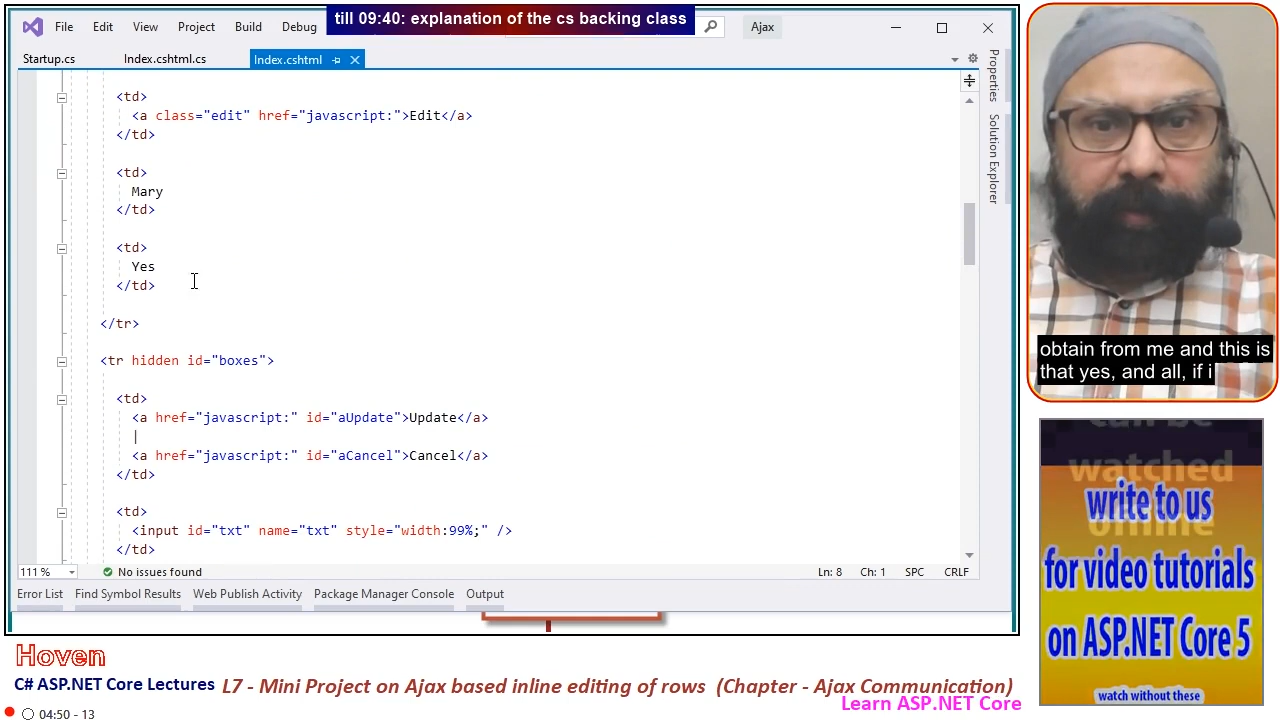 till 09:40: explanation of the cs backing class
File Edit View Project Build Debug Ajax
Startup.cs Index.cshtml.cs Index.cshtml
<td>
<a class="edit" href="javascript:">Edit</a>
</td>
<td>
Mary
</td>
<td>
Yes
</td>
</tr>
<tr hidden id="boxes">
<td>
<a href="javascript:" id="aUpdate">Update</a>
|
<a href="javascript:" id="aCancel">Cancel</a>
</td>
<td>
<input id="txt" name="txt" style="width:99%;" />
</td>
111 % No issues found Ln: 8 Ch: 1 SPC CRLF
Error List Find Symbol Results Web Publish Activity Package Manager Console Output
Properties
Solution Explorer
obtain from me and this is
that yes, and all, if i
can be
watched
online
write to us
for video tutorials
on ASP.NET Core 5
watch without these
Hoven
C# ASP.NET Core Lectures L7 - Mini Project on Ajax based inline editing of rows (Chapter - Ajax Communication)
Learn ASP.NET Core
04:50 - 13